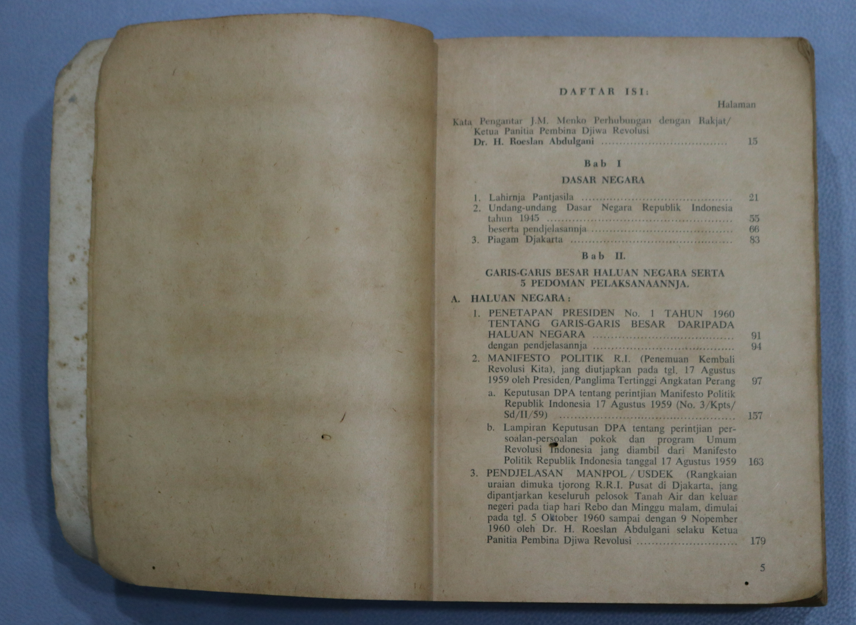 DAFTAR ISI:
Halaman
Kata Pengantar J.M. Menko Perhubungan dengan Rakjat/
Ketua Panitia Pembina Djiwa Revolusi
Dr. H. Roeslan Abdulgani ................................ 15
Bab I
DASAR NEGARA
1. Lahirnja Pantjasila ...................................... 21
2. Undang-undang Dasar Negara Republik Indonesia
tahun 1945 ............................................... 55
beserta pendjelasannja ................................... 66
3. Piagam Djakarta ........................................ 83
Bab II.
GARIS-GARIS BESAR HALUAN NEGARA SERTA
5 PEDOMAN PELAKSANAANNJA.
A. HALUAN NEGARA:
1. PENETAPAN PRESIDEN No. 1 TAHUN 1960
TENTANG GARIS-GARIS BESAR DARIPADA
HALUAN NEGARA .................................... 91
dengan pendjelasannja .................................... 94
2. MANIFESTO POLITIK R.I. (Penemuan Kembali
Revolusi Kita), jang diutjapkan pada tgl. 17 Agustus
1959 oleh Presiden/Panglima Tertinggi Angkatan Perang 97
a. Keputusan DPA tentang perintjian Manifesto Politik
Republik Indonesia 17 Agustus 1959 (No. 3/Kpts/
Sd/II/59) ............................................ 157
b. Lampiran Keputusan DPA tentang perintjian per-
soalan-persoalan pokok dan program Umum
Revolusi Indonesia jang diambil dari Manifesto
Politik Republik Indonesia tanggal 17 Agustus 1959 163
3. PENDJELASAN MANIPOL/USDEK (Rangkaian
uraian dimuka tjorong R.R.I. Pusat di Djakarta, jang
dipantjarkan keseluruh pelosok Tanah Air dan keluar
negeri pada tiap hari Rebo dan Minggu malam, dimulai
pada tgl. 5 Oktober 1960 sampai dengan 9 Nopember
1960 oleh Dr. H. Roeslan Abdulgani selaku Ketua
Panitia Pembina Djiwa Revolusi ......................... 179
5